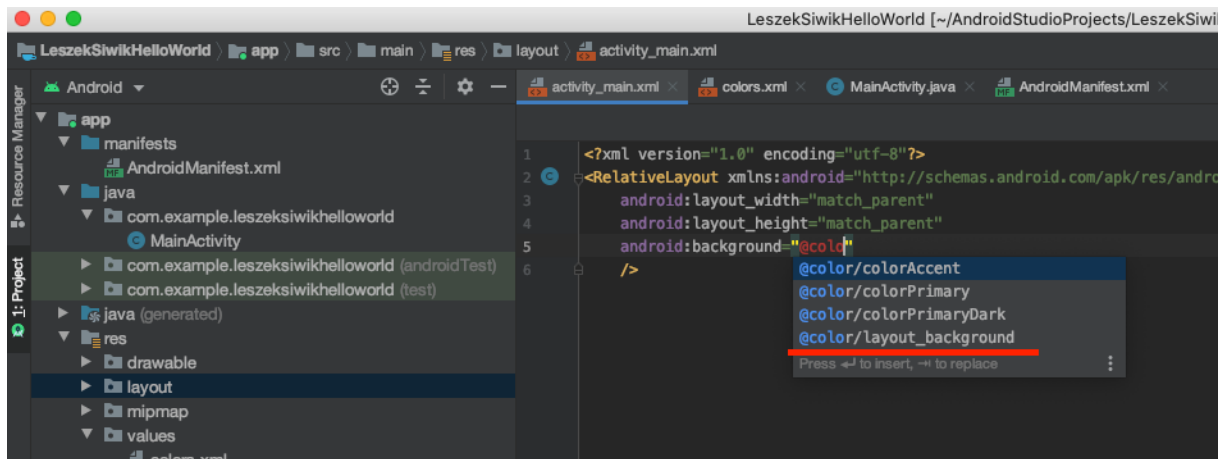 LeszekSiwikHelloWorld [~/AndroidStudioProjects/LeszekSiwi
LeszekSiwikHelloWorld app src main res layout activity_main.xml
Android
activity_main.xml colors.xml MainActivity.java AndroidManifest.xml
Resource Manager
1: Project
app
manifests
AndroidManifest.xml
java
com.example.leszeksiwikhelloworld
MainActivity
com.example.leszeksiwikhelloworld (androidTest)
com.example.leszeksiwikhelloworld (test)
java (generated)
res
drawable
layout
mipmap
values
colors.xml
1 <?xml version="1.0" encoding="utf-8"?>
2 <RelativeLayout xmlns:android="http://schemas.android.com/apk/res/andro
3 android:layout_width="match_parent"
4 android:layout_height="match_parent"
5 android:background="@colo"
6 />
@color/colorAccent
@color/colorPrimary
@color/colorPrimaryDark
@color/layout_background
Press ↵ to insert, ⇥ to replace